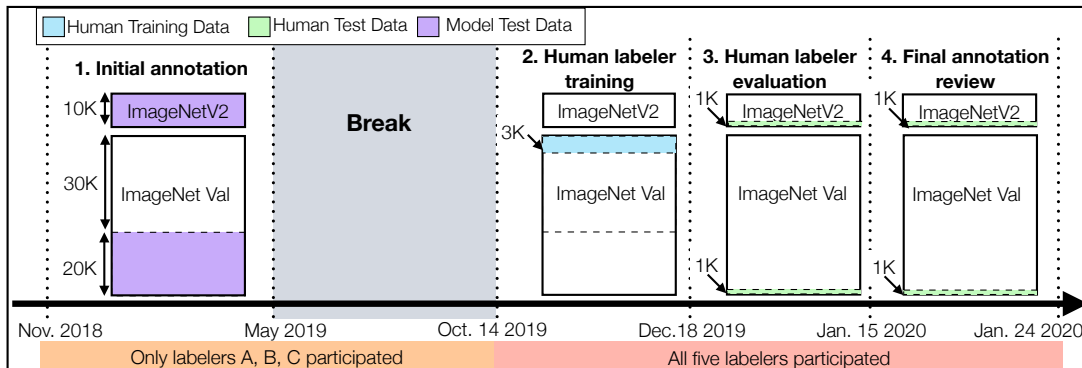 Human Training Data
Human Test Data
Model Test Data
1. Initial annotation
10K
ImageNetV2
30K
ImageNet Val
20K
Break
2. Human labeler
training
ImageNetV2
3K
ImageNet Val
3. Human labeler
evaluation
1K
ImageNetV2
ImageNet Val
1K
4. Final annotation
review
1K
ImageNetV2
ImageNet Val
1K
Nov. 2018
May 2019
Oct. 14 2019
Dec.18 2019
Jan. 15 2020
Jan. 24 2020
Only labelers A, B, C participated
All five labelers participated